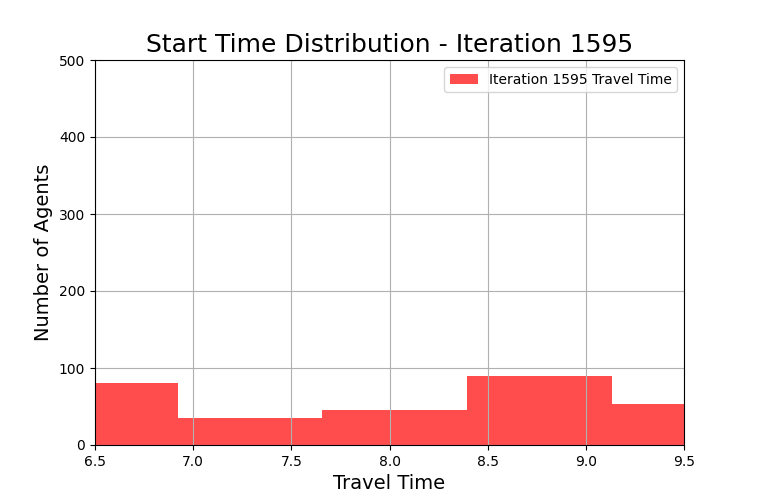 Start Time Distribution - Iteration 1595
Iteration 1595 Travel Time
Number of Agents
500
400
300
200
100
0
6.5 7.0 7.5 8.0 8.5 9.0 9.5
Travel Time